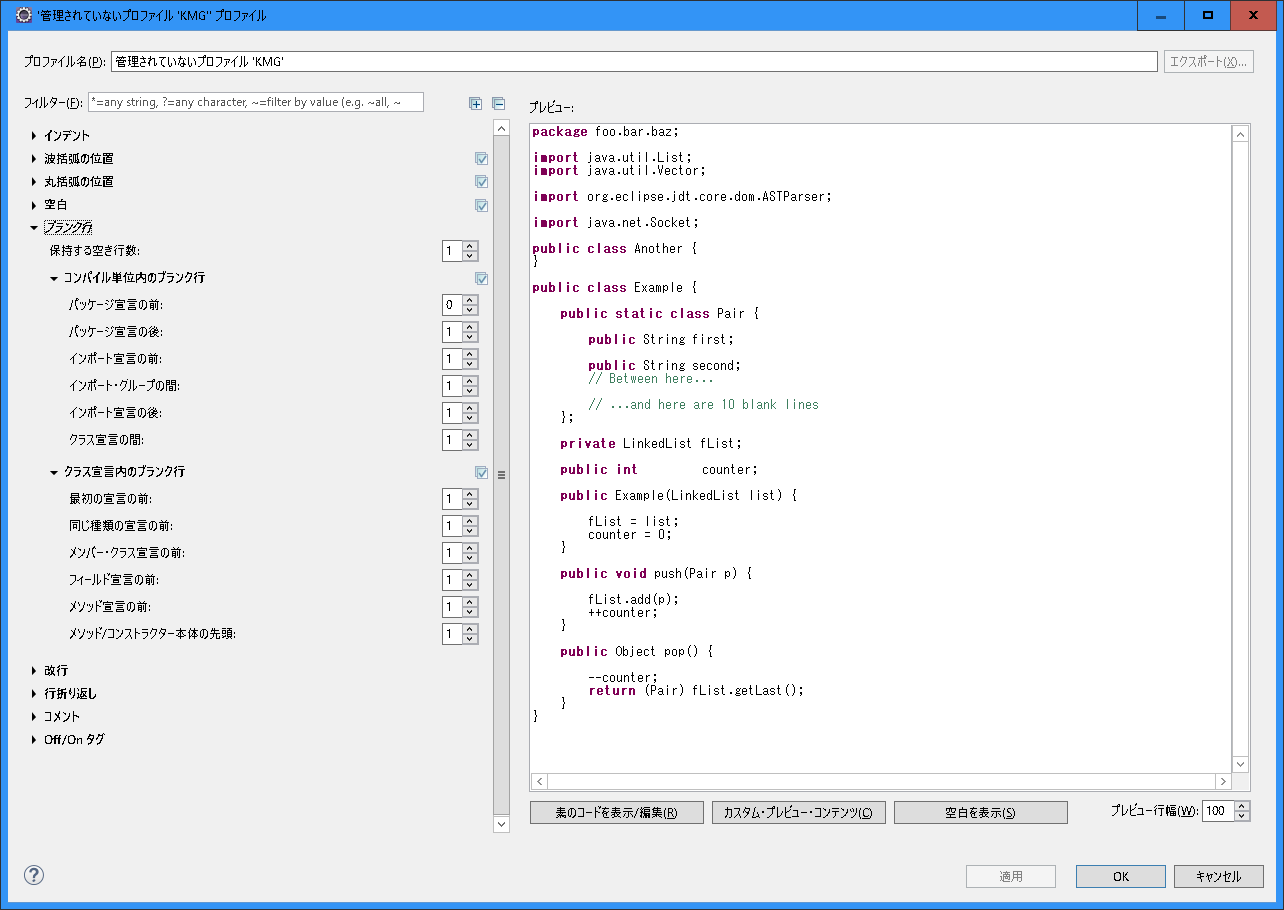 '管理されていないプロファイル 'KMG'' プロファイル
プロファイル名(P): 管理されていないプロファイル 'KMG' エクスポート(X)...
フィルター(F): *=any string, ?=any character, ~=filter by value (e.g. ~all, ~
インデント
波括弧の位置
丸括弧の位置
空白
ブランク行
保持する空き行数: 1
コンパイル単位内のブランク行
パッケージ宣言の前: 0
パッケージ宣言の後: 1
インポート宣言の前: 1
インポート・グループの間: 1
インポート宣言の後: 1
クラス宣言の間: 1
クラス宣言内のブランク行
最初の宣言の前: 1
同じ種類の宣言の前: 1
メンバー・クラス宣言の前: 1
フィールド宣言の前: 1
メソッド宣言の前: 1
メソッド/コンストラクター本体の先頭: 1
改行
行折り返し
コメント
Off/On タグ
プレビュー:
package foo.bar.baz;
import java.util.List;
import java.util.Vector;
import org.eclipse.jdt.core.dom.ASTParser;
import java.net.Socket;
public class Another {
}
public class Example {
public static class Pair {
public String first;
public String second;
// Between here...
// ...and here are 10 blank lines
};
private LinkedList fList;
public int counter;
public Example(LinkedList list) {
fList = list;
counter = 0;
}
public void push(Pair p) {
fList.add(p);
++counter;
}
public Object pop() {
--counter;
return (Pair) fList.getLast();
}
}
素のコードを表示/編集(R) カスタム・プレビュー・コンテンツ(C) 空白を表示(S) プレビュー行幅(W): 100
適用 OK キャンセル